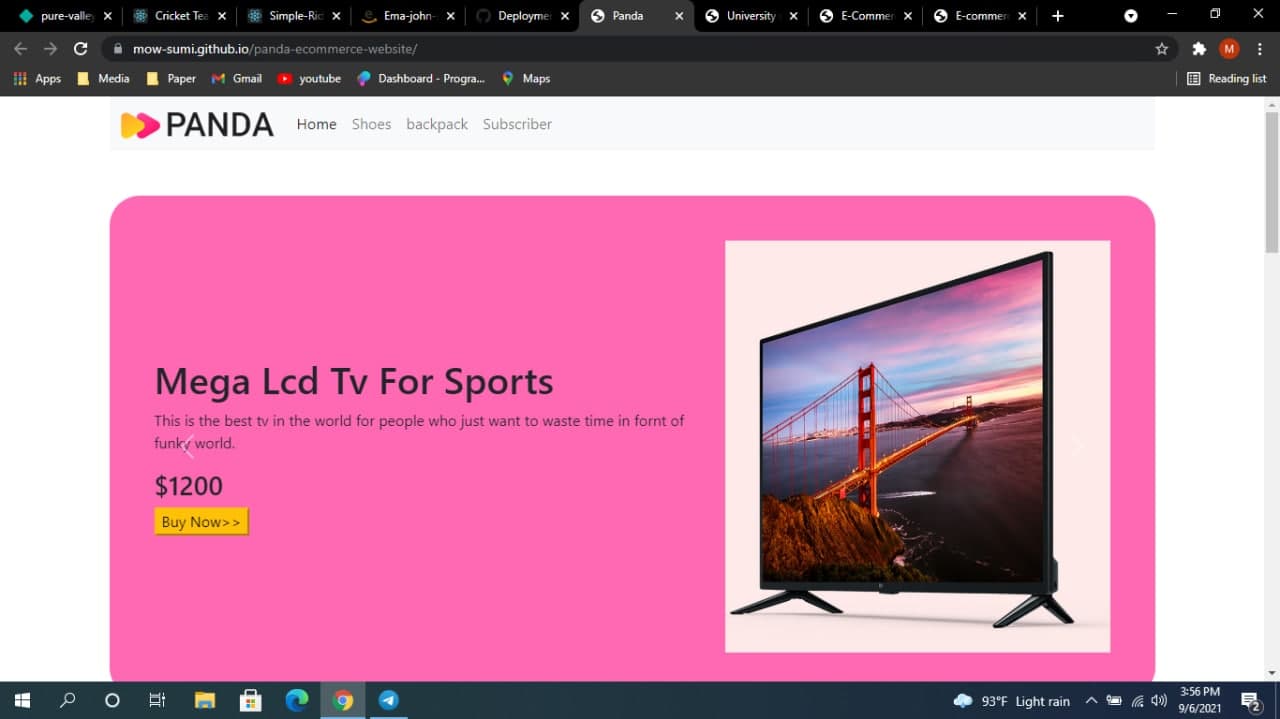 pure-valley
Cricket Tea
Simple-Ric
Ema-john-
Deployme
Panda
University
E-Commer
E-commer
mow-sumi.github.io/panda-ecommerce-website/
M
Apps Media Paper Gmail youtube Dashboard - Progra... Maps Reading list
PANDA Home Shoes backpack Subscriber
Mega Lcd Tv For Sports
This is the best tv in the world for people who just want to waste time in fornt of
funky world.
$1200
Buy Now>>
93°F Light rain
3:56 PM
9/6/2021
2